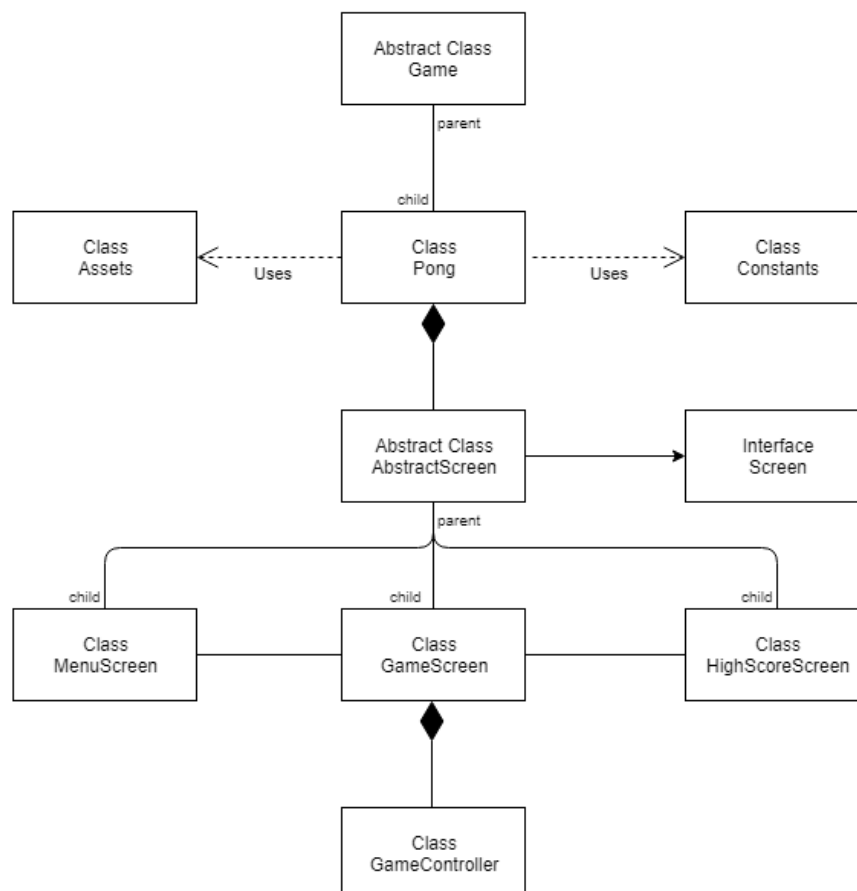 Abstract Class
Game
parent
child
Class
Assets
Uses
Class
Pong
Uses
Class
Constants
Abstract Class
AbstractScreen
Interface
Screen
parent
child
child
child
Class
MenuScreen
Class
GameScreen
Class
HighScoreScreen
Class
GameController